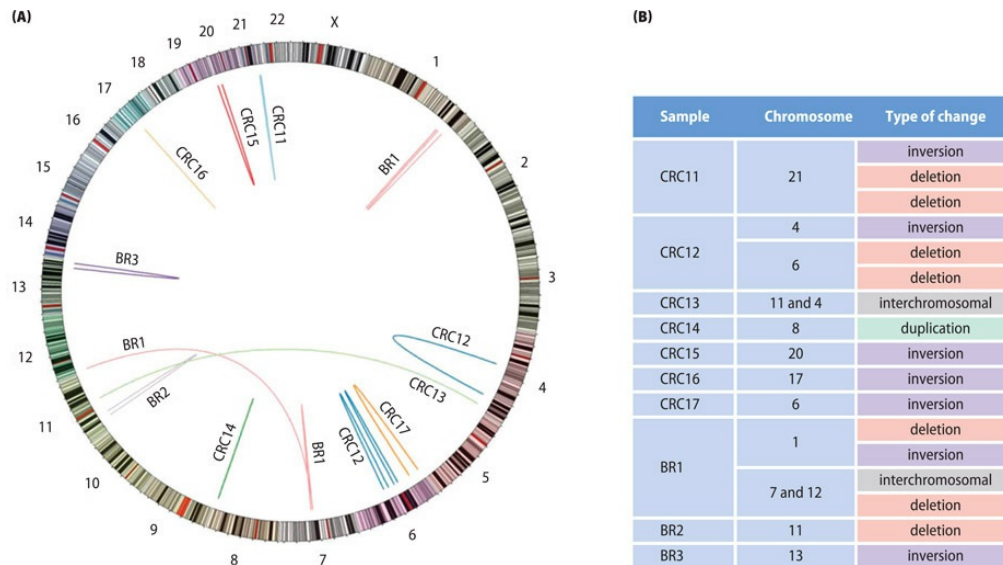 (A)
(B)
22
X
21
20
19
18
17
16
15
14
13
12
11
10
9
8
7
6
5
4
3
2
1
CRC16
CRC15
CRC11
BR1
BR3
BR1
BR2
CRC14
BR1
CRC12
CRC17
CRC13
CRC12
Sample Chromosome Type of change
CRC11 21 inversion
deletion
deletion
CRC12 4 inversion
6 deletion
deletion
CRC13 11 and 4 interchromosomal
CRC14 8 duplication
CRC15 20 inversion
CRC16 17 inversion
CRC17 6 inversion
BR1 1 deletion
inversion
7 and 12 interchromosomal
deletion
BR2 11 deletion
BR3 13 inversion